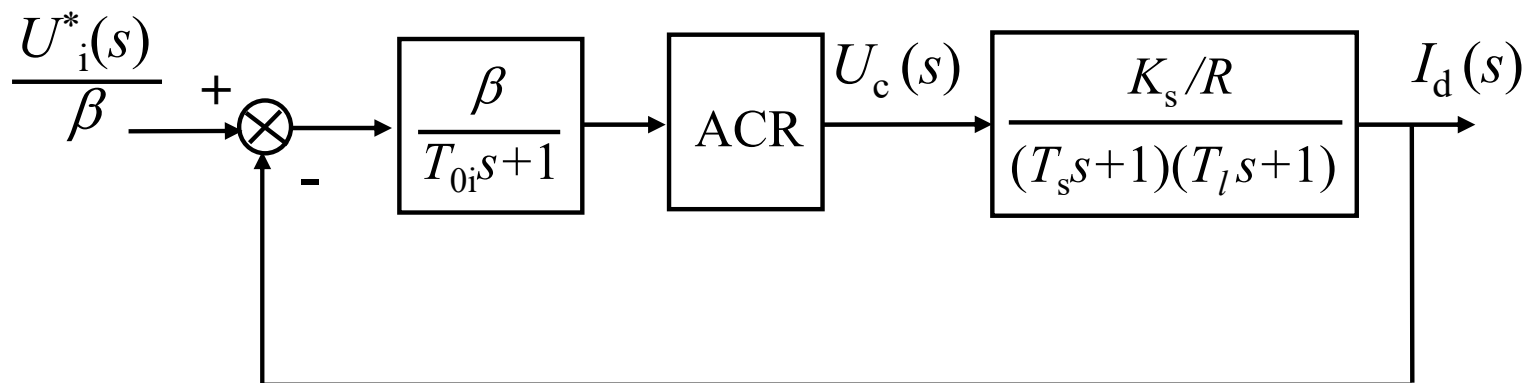 U*i(s)
β
+
-
β
T0is+1
ACR
Uc(s)
Ks/R
(Tss+1)(Tls+1)
Id(s)